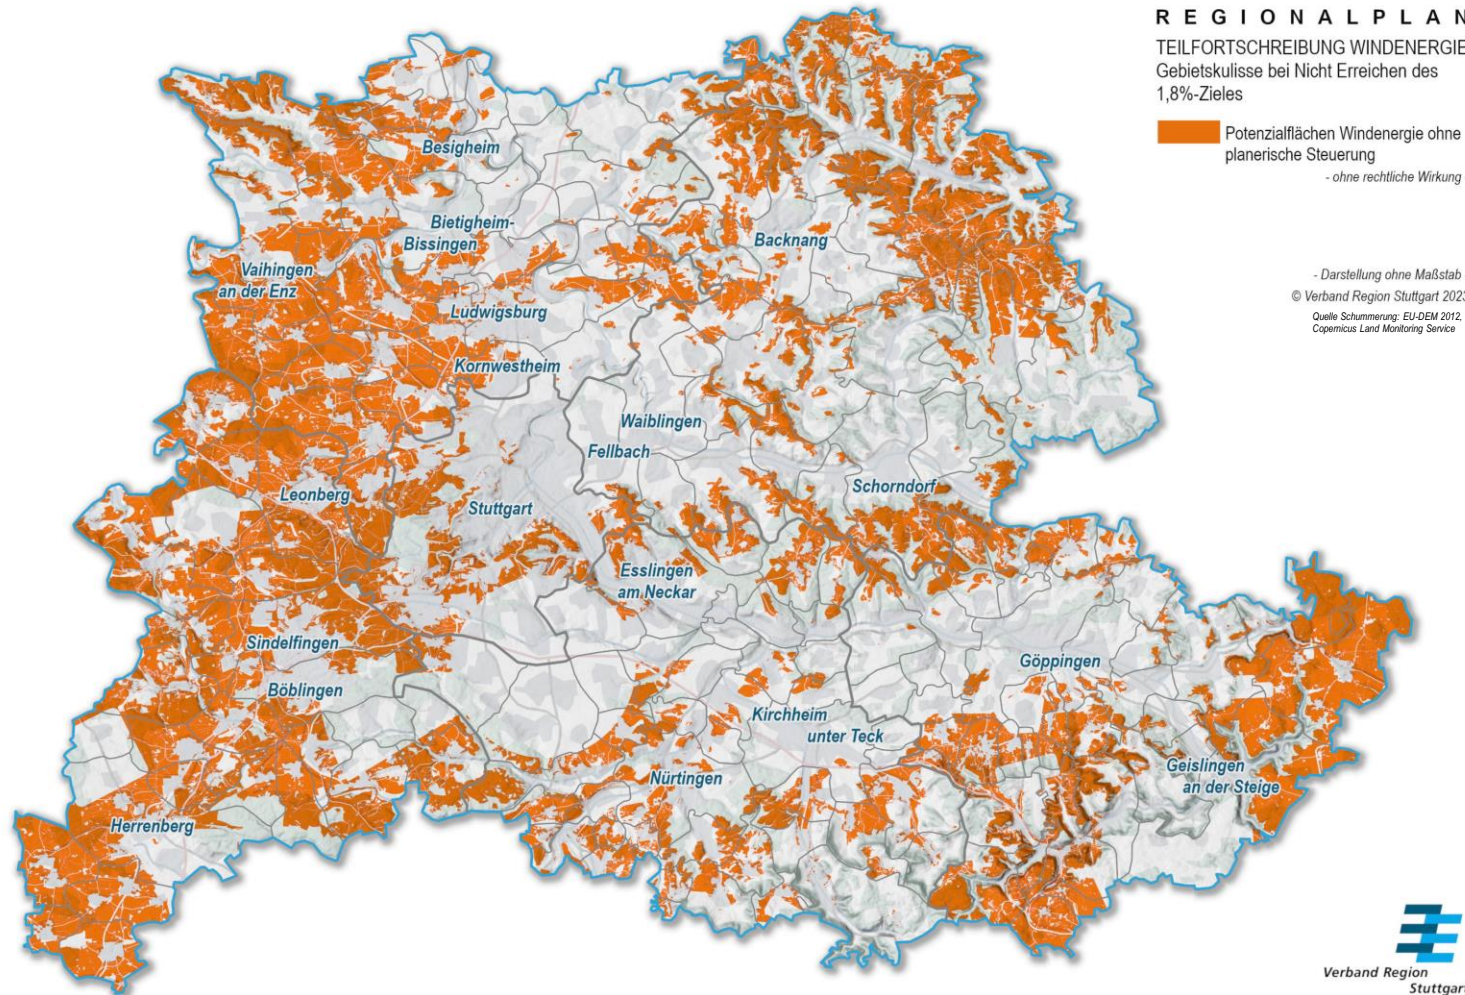 REGIONALPLAN
TEILFORTSCHREIBUNG WINDENERGIE
Gebietskulisse bei Nicht Erreichen des
1,8%-Zieles
Potenzialflächen Windenergie ohne
planerische Steuerung
- ohne rechtliche Wirkung
- Darstellung ohne Maßstab
© Verband Region Stuttgart 2023
Quelle Schummerung: EU-DEM 2012,
Copernicus Land Monitoring Service
Besigheim
Bietigheim-
Bissingen
Backnang
Vaihingen
an der Enz
Ludwigsburg
Kornwestheim
Waiblingen
Fellbach
Schorndorf
Leonberg
Stuttgart
Esslingen
am Neckar
Sindelfingen
Böblingen
Göppingen
Kirchheim
unter Teck
Nürtingen
Geislingen
an der Steige
Herrenberg
Verband Region
Stuttgart